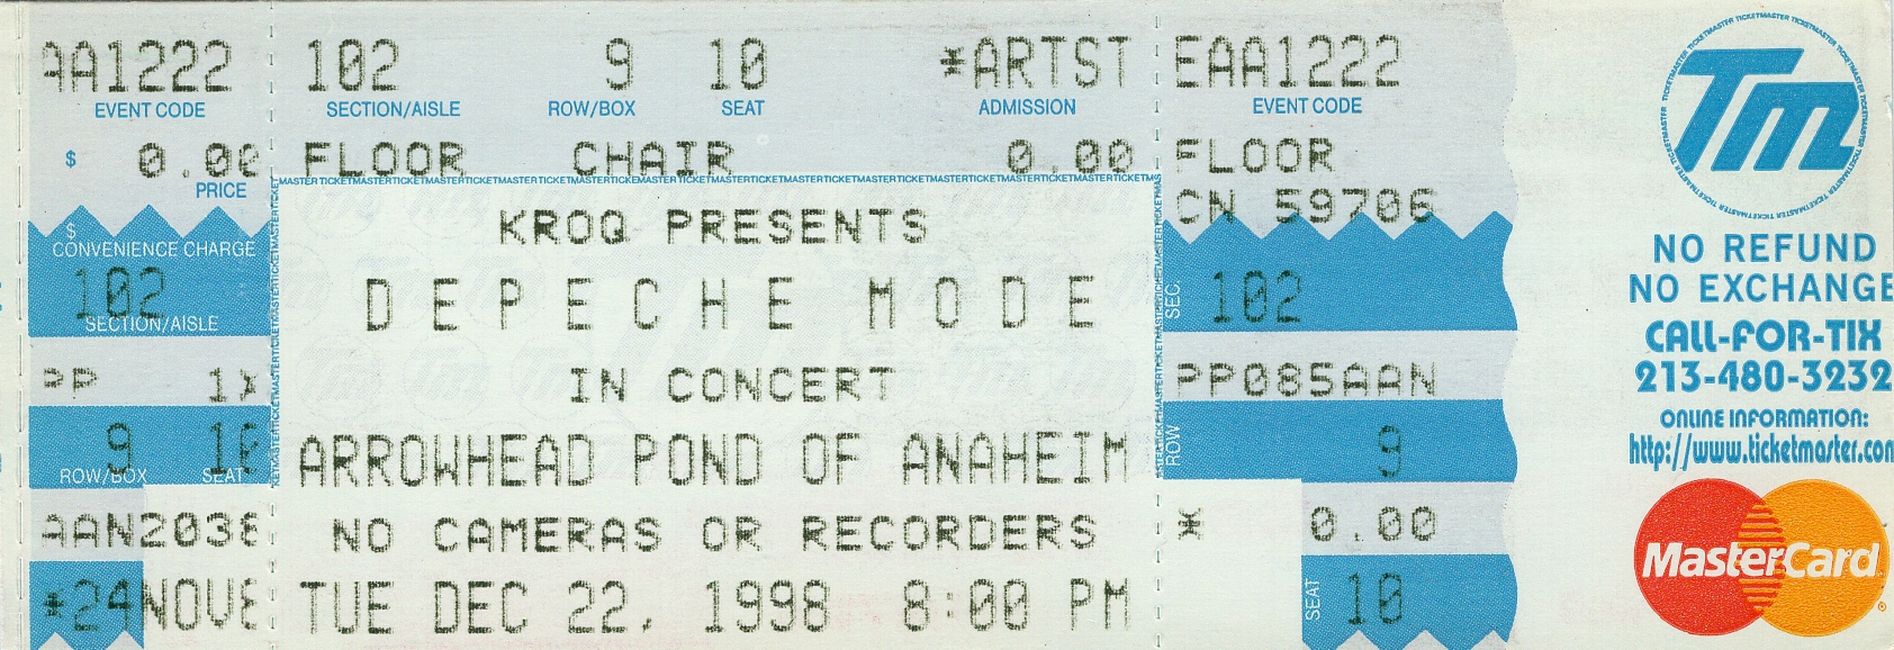 AA1222 102 9 10 *ARTST EAA1222
EVENT CODE SECTION/AISLE ROW/BOX SEAT ADMISSION EVENT CODE
$ 0.00 FLOOR CHAIR 0.00 FLOOR
PRICE
CN 59706
KROQ PRESENTS
$
CONVENIENCE CHARGE
102
SECTION/AISLE
DEPECHE MODE
SEC. 102
PP 1X IN CONCERT PP085AAN
9 10
ROW/BOX SEAT
ARROWHEAD POND OF ANAHEIM
ROW 9
AAN2038 NO CAMERAS OR RECORDERS * 0.00
*24NOV8 TUE DEC 22, 1998 8:00 PM
SEAT 10
TICKETMASTER TICKETMASTER TICKETMASTER
Tm
NO REFUND
NO EXCHANGE
CALL-FOR-TIX
213-480-3232
ONLINE INFORMATION:
http://www.ticketmaster.com
MasterCard